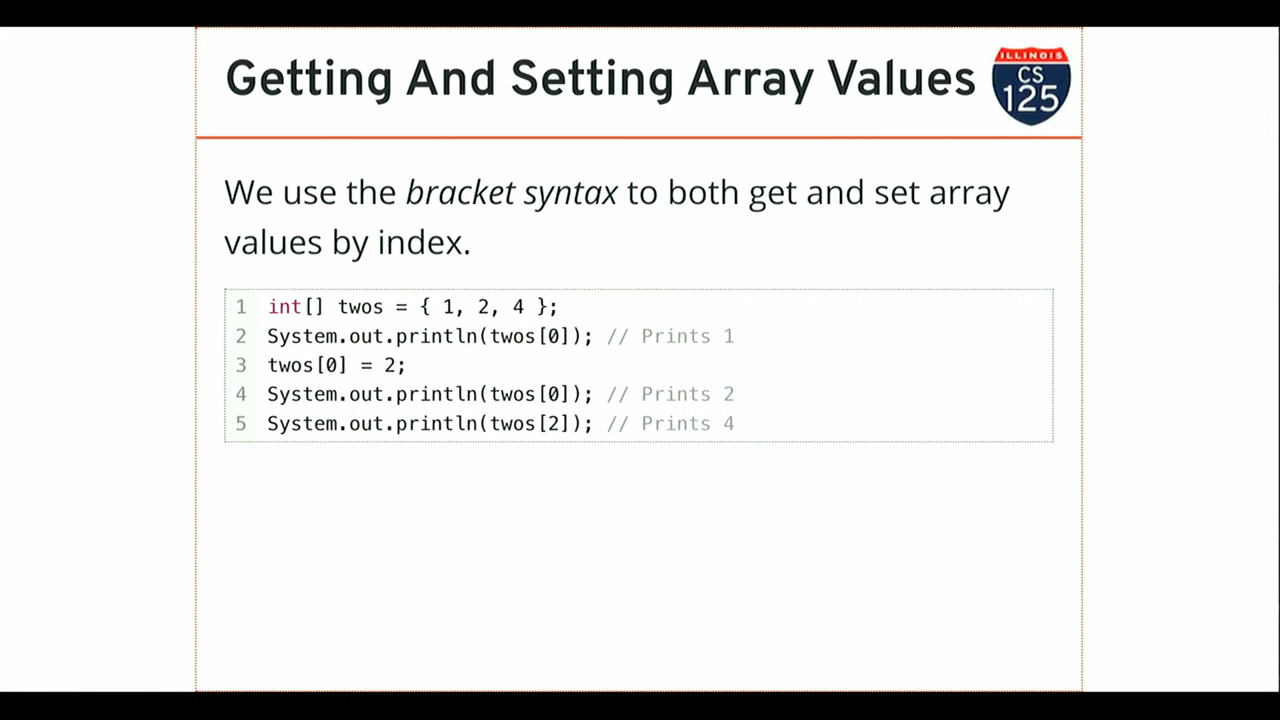 Getting And Setting Array Values
ILLINOIS
CS
125
We use the bracket syntax to both get and set array
values by index.
1 int[] twos = { 1, 2, 4 };
2 System.out.println(twos[0]); // Prints 1
3 twos[0] = 2;
4 System.out.println(twos[0]); // Prints 2
5 System.out.println(twos[2]); // Prints 4